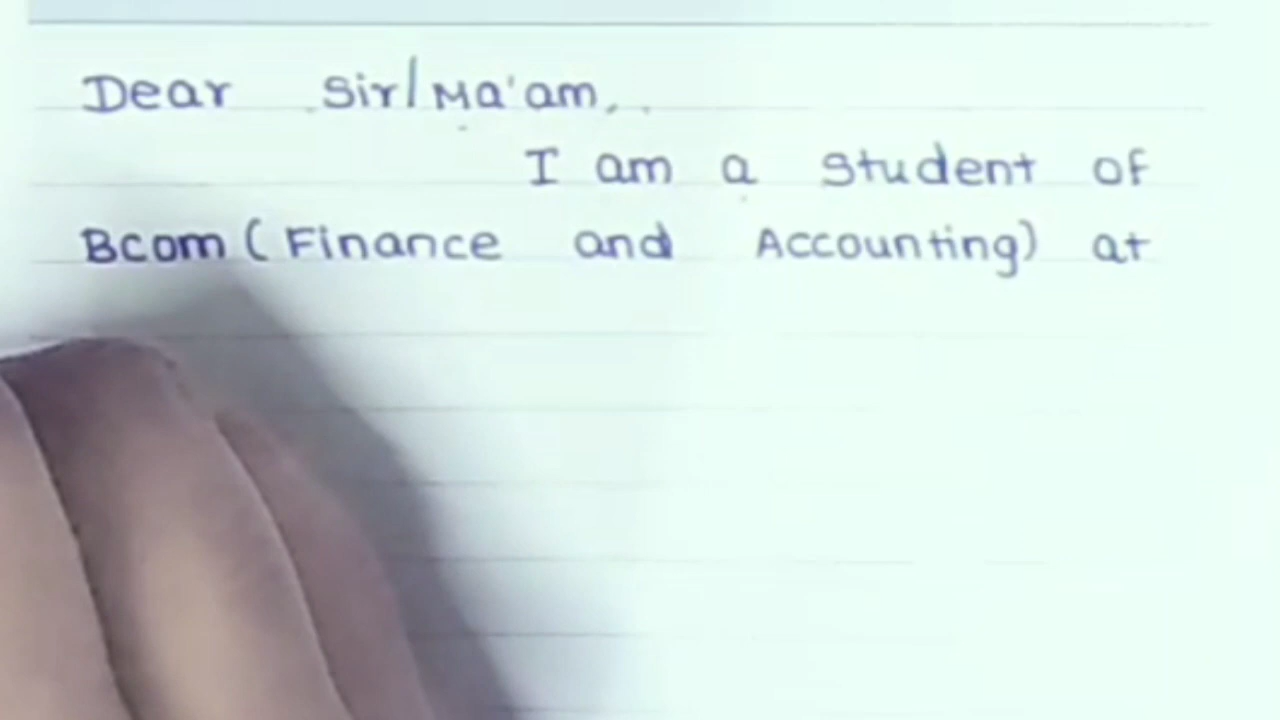 Dear Sir/Ma'am,
I am a student of
Bcom (Finance and Accounting) at